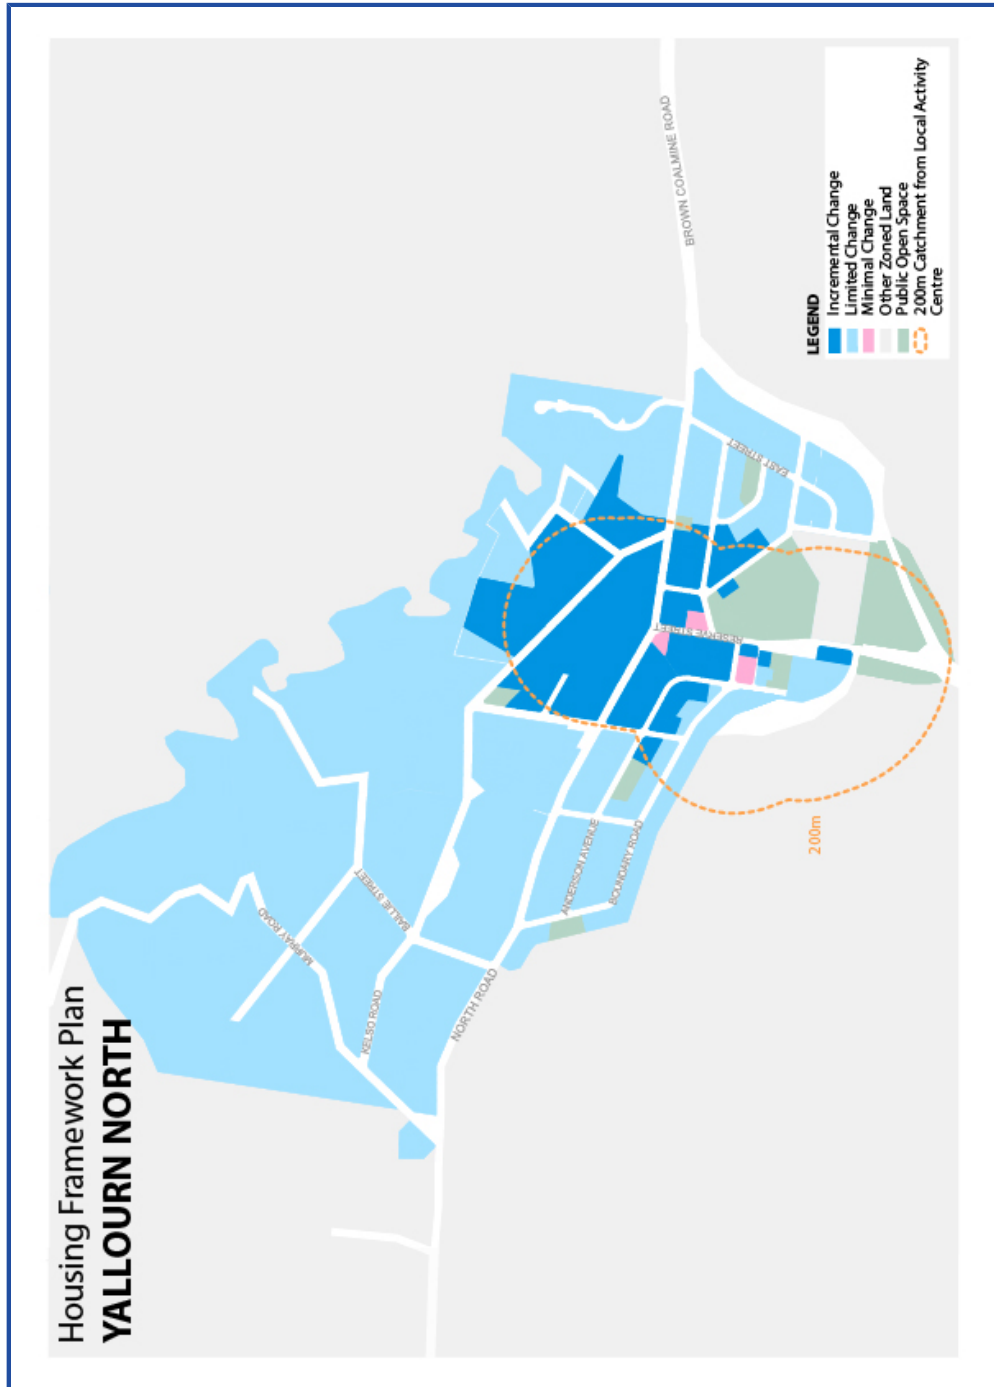 Housing Framework Plan
YALLOURN NORTH
BROWN COALMINE ROAD
EAST STREET
RESERVE STREET
ANDERSON AVENUE
BOUNDARY ROAD
BAILLIE STREET
MURRAY ROAD
KELSO ROAD
NORTH ROAD
200m
LEGEND
Incremental Change
Limited Change
Minimal Change
Other Zoned Land
Public Open Space
200m Catchment from Local Activity
Centre